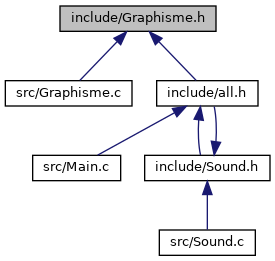 include/Graphisme.h
src/Graphisme.c
include/all.h
src/Main.c
include/Sound.h
src/Sound.c